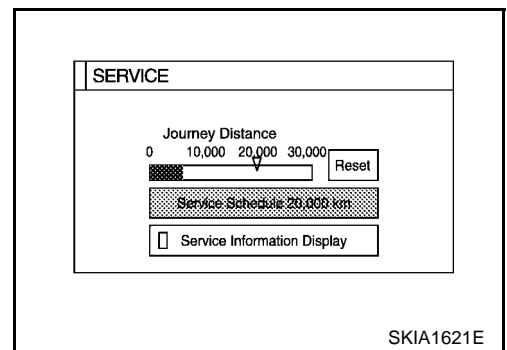 SERVICE
Journey Distance
0 10,000 20,000 30,000
Reset
Service Schedule 20,000 km
Service Information Display
SKIA1621E